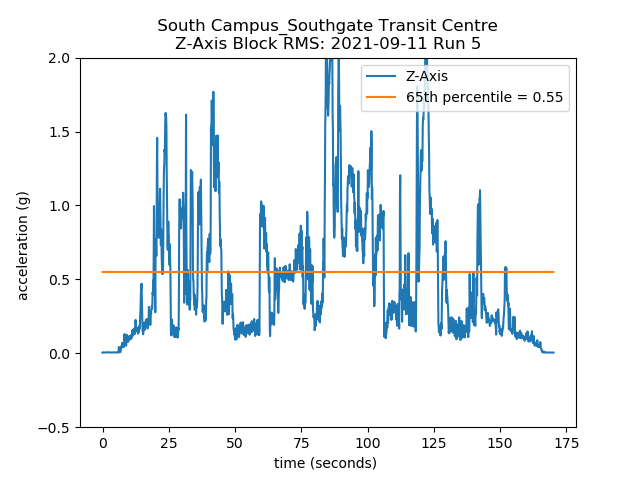 South Campus_Southgate Transit Centre
Z-Axis Block RMS: 2021-09-11 Run 5
Z-Axis
65th percentile = 0.55
acceleration (g)
2.0
1.5
1.0
0.5
0.0
−0.5
0 25 50 75 100 125 150 175
time (seconds)